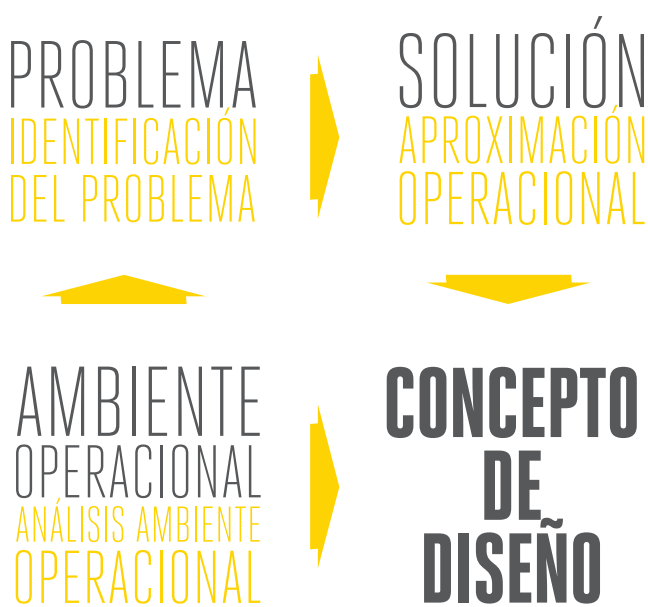 PROBLEMA
IDENTIFICACIÓN
DEL PROBLEMA
SOLUCIÓN
APROXIMACIÓN
OPERACIONAL
AMBIENTE
OPERACIONAL
ANÁLISIS AMBIENTE
OPERACIONAL
CONCEPTO
DE
DISEÑO